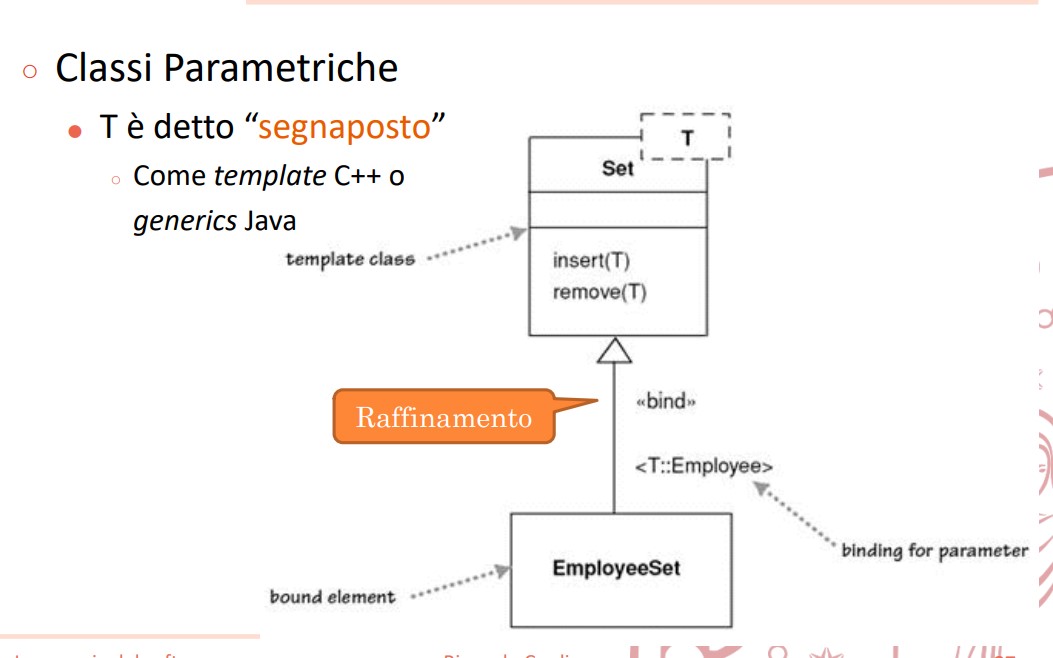 Classi Parametriche
T è detto “segnaposto”
Come template C++ o
generics Java
T
Set
template class
insert(T)
remove(T)
Raffinamento
«bind»
<T::Employee>
binding for parameter
EmployeeSet
bound element